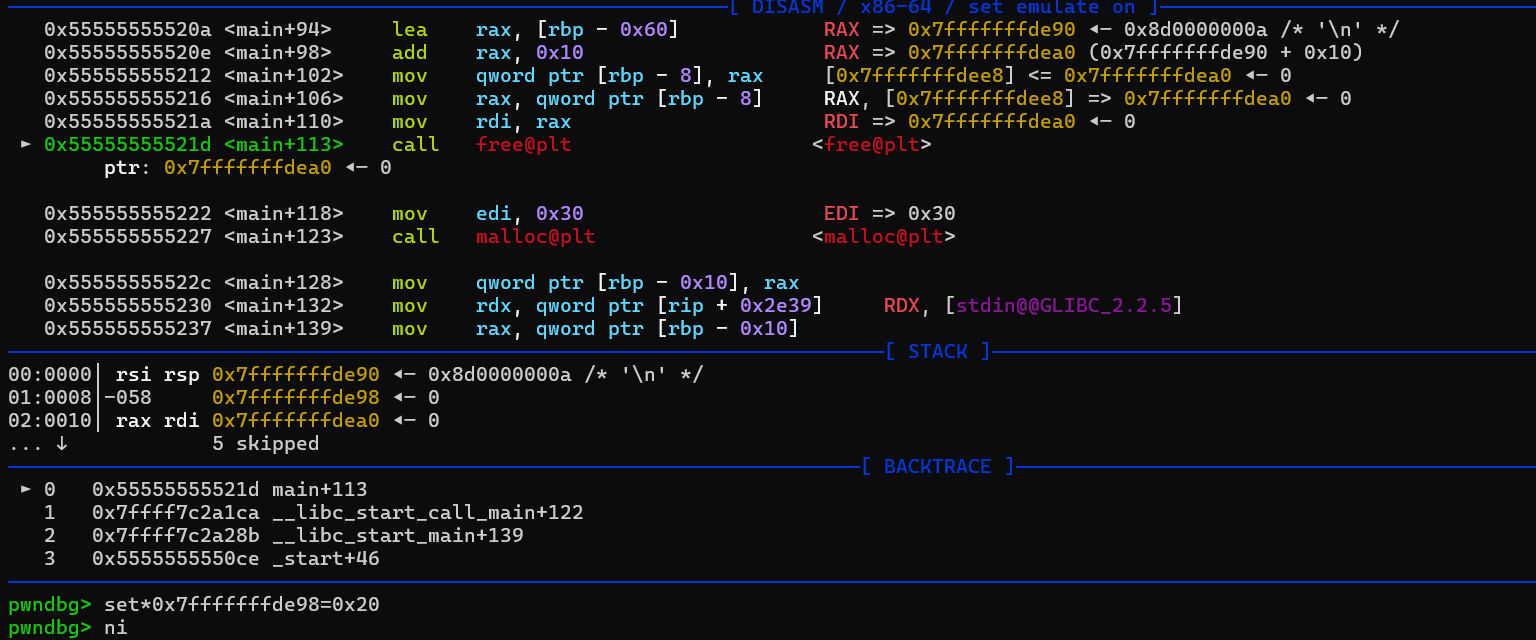 [ DISASM / x86-64 / set emulate on ]
0x55555555520a <main+94> lea rax, [rbp - 0x60] RAX => 0x7fffffffde90 ◂— 0x8d0000000a /* '\n' */
0x55555555520e <main+98> add rax, 0x10 RAX => 0x7fffffffdea0 (0x7fffffffde90 + 0x10)
0x555555555212 <main+102> mov qword ptr [rbp - 8], rax [0x7fffffffdee8] <= 0x7fffffffdea0 ◂— 0
0x555555555216 <main+106> mov rax, qword ptr [rbp - 8] RAX, [0x7fffffffdee8] => 0x7fffffffdea0 ◂— 0
0x55555555521a <main+110> mov rdi, rax RDI => 0x7fffffffdea0 ◂— 0
► 0x55555555521d <main+113> call free@plt <free@plt>
ptr: 0x7fffffffdea0 ◂— 0
0x555555555222 <main+118> mov edi, 0x30 EDI => 0x30
0x555555555227 <main+123> call malloc@plt <malloc@plt>
0x55555555522c <main+128> mov qword ptr [rbp - 0x10], rax
0x555555555230 <main+132> mov rdx, qword ptr [rip + 0x2e39] RDX, [stdin@@GLIBC_2.2.5]
0x555555555237 <main+139> mov rax, qword ptr [rbp - 0x10]
[ STACK ]
00:0000│ rsi rsp 0x7fffffffde90 ◂— 0x8d0000000a /* '\n' */
01:0008│-058 0x7fffffffde98 ◂— 0
02:0010│ rax rdi 0x7fffffffdea0 ◂— 0
... ↓ 5 skipped
[ BACKTRACE ]
► 0 0x55555555521d main+113
1 0x7ffff7c2a1ca __libc_start_call_main+122
2 0x7ffff7c2a28b __libc_start_main+139
3 0x5555555550ce _start+46
pwndbg> set*0x7fffffffde98=0x20
pwndbg> ni